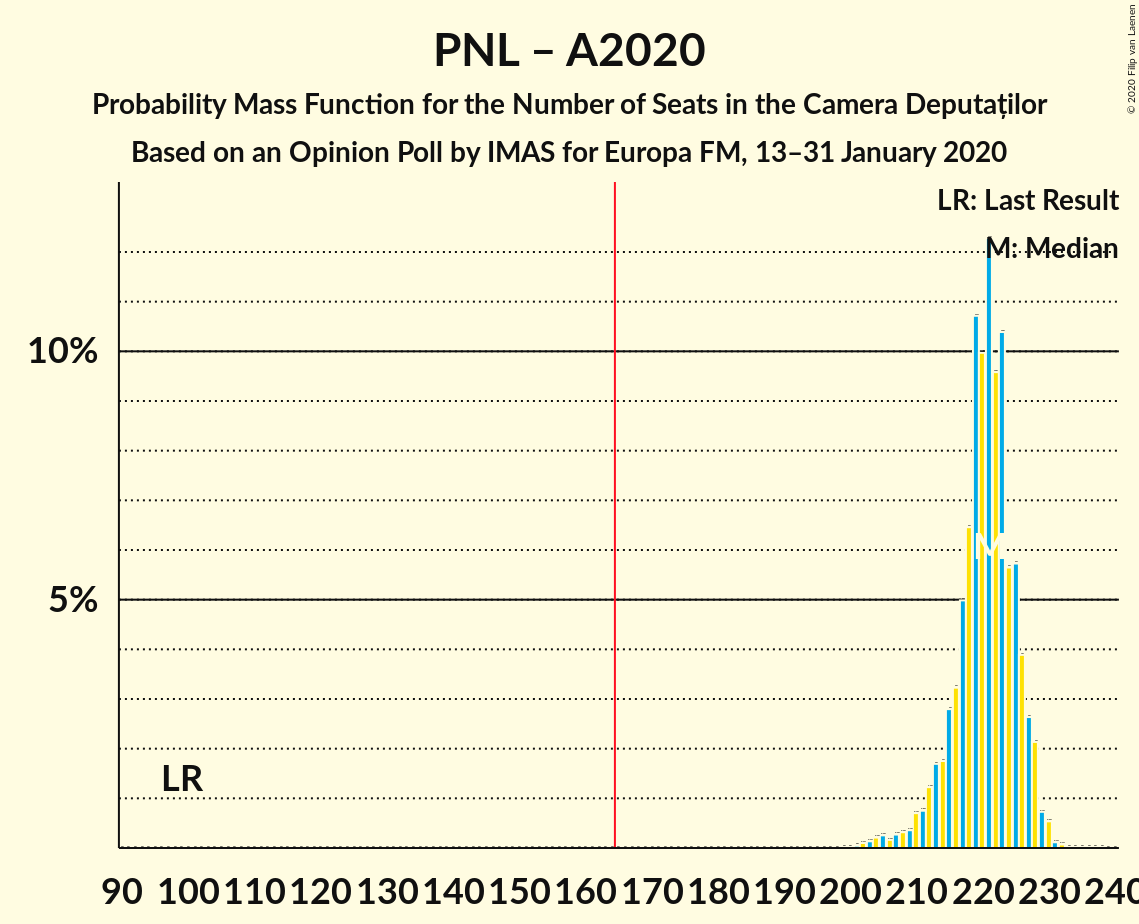 PNL – A2020
Probability Mass Function for the Number of Seats in the Camera Deputaților
Based on an Opinion Poll by IMAS for Europa FM, 13–31 January 2020
© 2020 Filip van Laenen
LR: Last Result
M: Median
10%
5%
M
LR
90 100 110 120 130 140 150 160 170 180 190 200 210 220 230 240